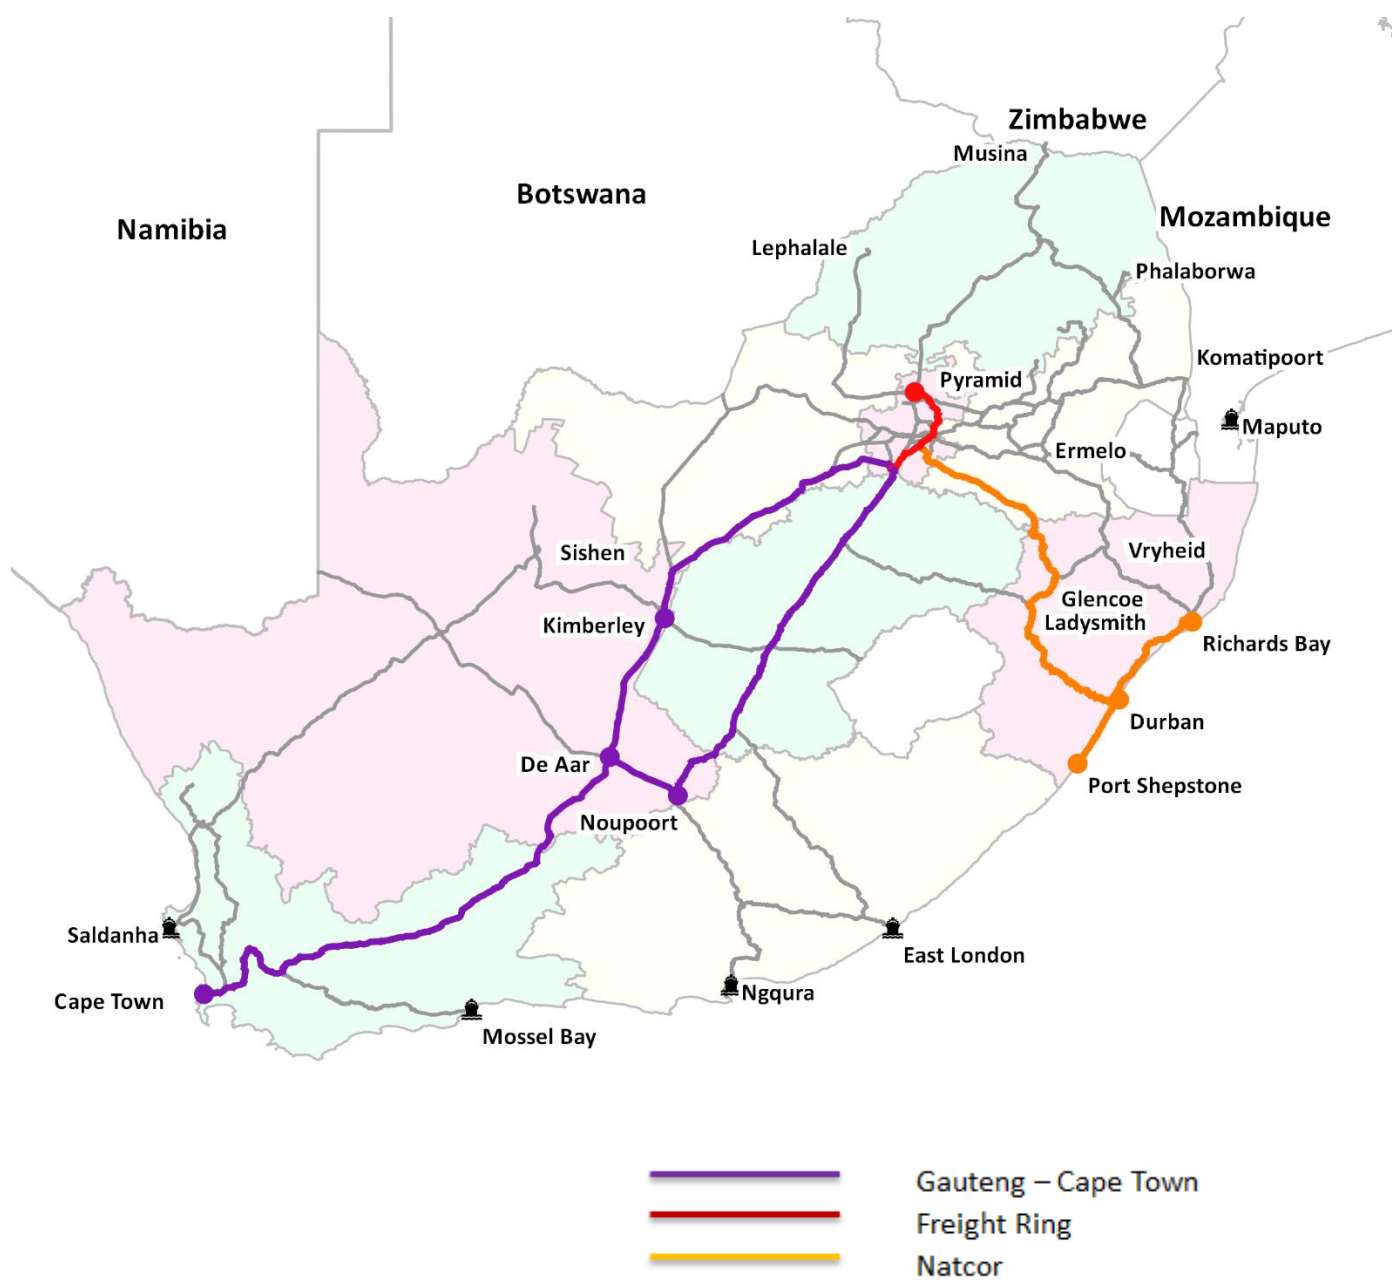 Zimbabwe
Musina
Botswana
Mozambique
Namibia
Lephalale
Phalaborwa
Komatipoort
Pyramid
Maputo
Ermelo
Sishen
Vryheid
Glencoe
Ladysmith
Kimberley
Richards Bay
Durban
De Aar
Port Shepstone
Noupoort
Saldanha
East London
Ngqura
Cape Town
Mossel Bay
Gauteng – Cape Town
Freight Ring
Natcor